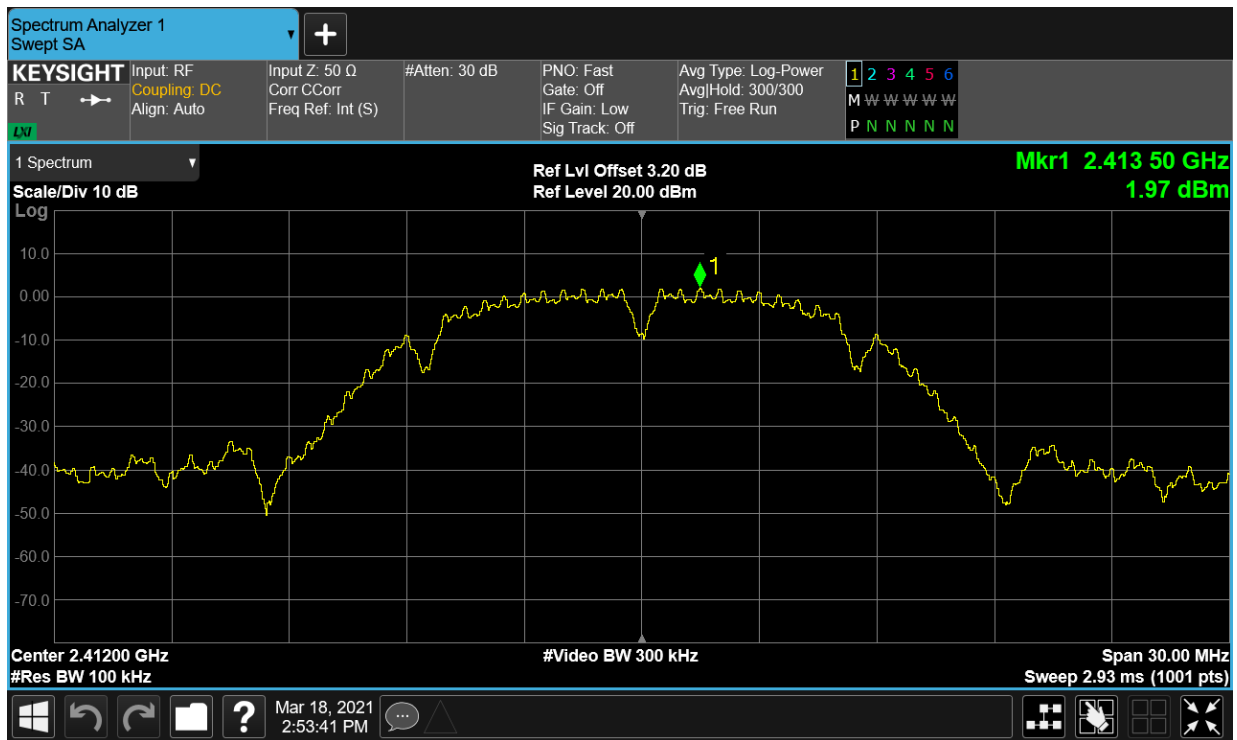 Spectrum Analyzer 1
Swept SA
+
KEYSIGHT
R T
LXI
Input: RF
Coupling: DC
Align: Auto
Input Z: 50 Ω
Corr CCorr
Freq Ref: Int (S)
#Atten: 30 dB
PNO: Fast
Gate: Off
IF Gain: Low
Sig Track: Off
Avg Type: Log-Power
Avg|Hold: 300/300
Trig: Free Run
1 2 3 4 5 6
M W W W W W
P N N N N N
1 Spectrum
Scale/Div 10 dB
Log
Ref Lvl Offset 3.20 dB
Ref Level 20.00 dBm
Mkr1 2.413 50 GHz
1.97 dBm
1
10.0
0.00
-10.0
-20.0
-30.0
-40.0
-50.0
-60.0
-70.0
Center 2.41200 GHz
#Res BW 100 kHz
#Video BW 300 kHz
Span 30.00 MHz
Sweep 2.93 ms (1001 pts)
?
Mar 18, 2021
2:53:41 PM